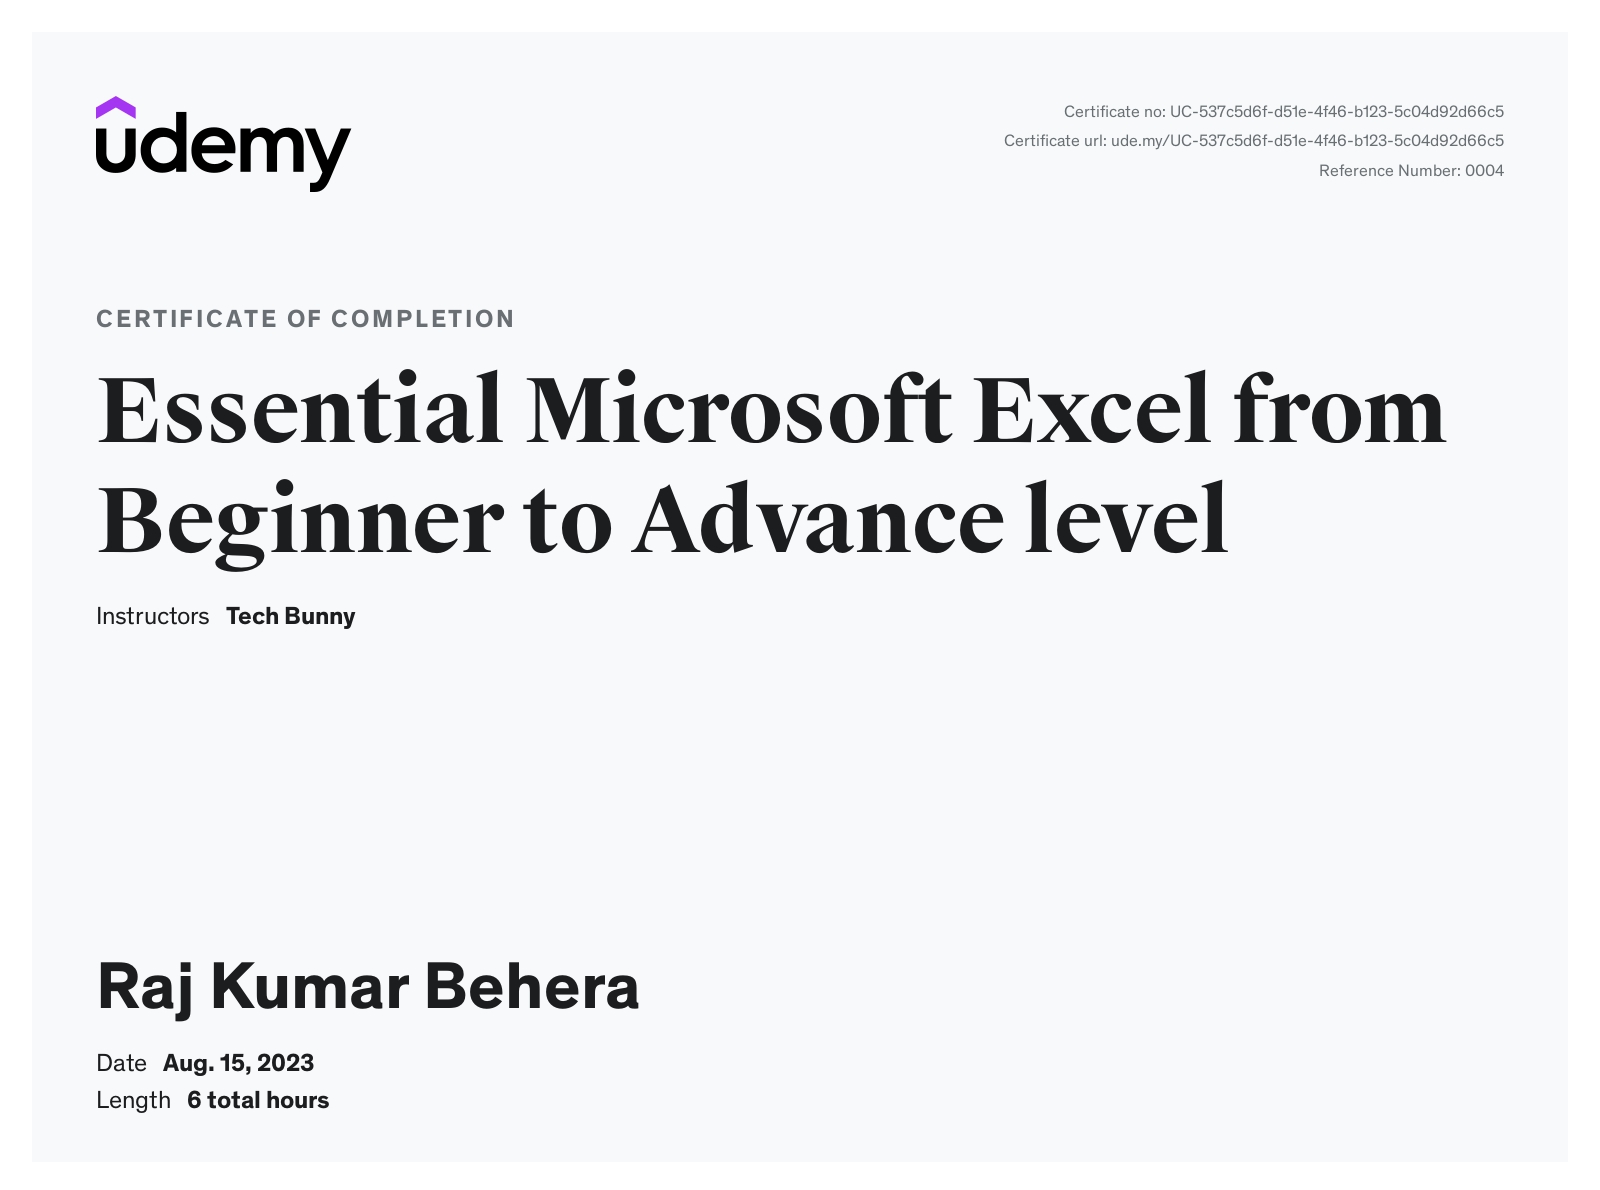 udemy
Certificate no: UC-537c5d6f-d51e-4f46-b123-5c04d92d66c5
Certificate url: ude.my/UC-537c5d6f-d51e-4f46-b123-5c04d92d66c5
Reference Number: 0004
CERTIFICATE OF COMPLETION
Essential Microsoft Excel from
Beginner to Advance level
Instructors Tech Bunny
Raj Kumar Behera
Date Aug. 15, 2023
Length 6 total hours